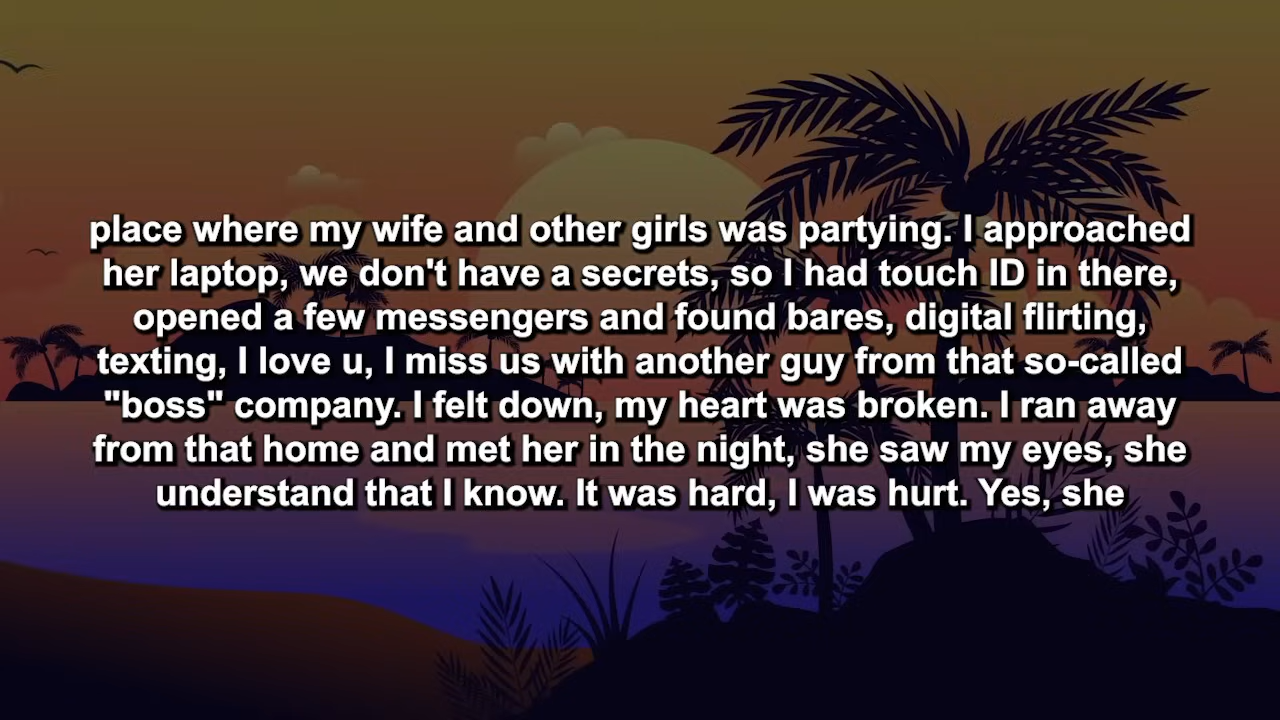 place where my wife and other girls was partying. I approached
her laptop, we don't have a secrets, so I had touch ID in there,
opened a few messengers and found bares, digital flirting,
texting, I love u, I miss us with another guy from that so-called
"boss" company. I felt down, my heart was broken. I ran away
from that home and met her in the night, she saw my eyes, she
understand that I know. It was hard, I was hurt. Yes, she